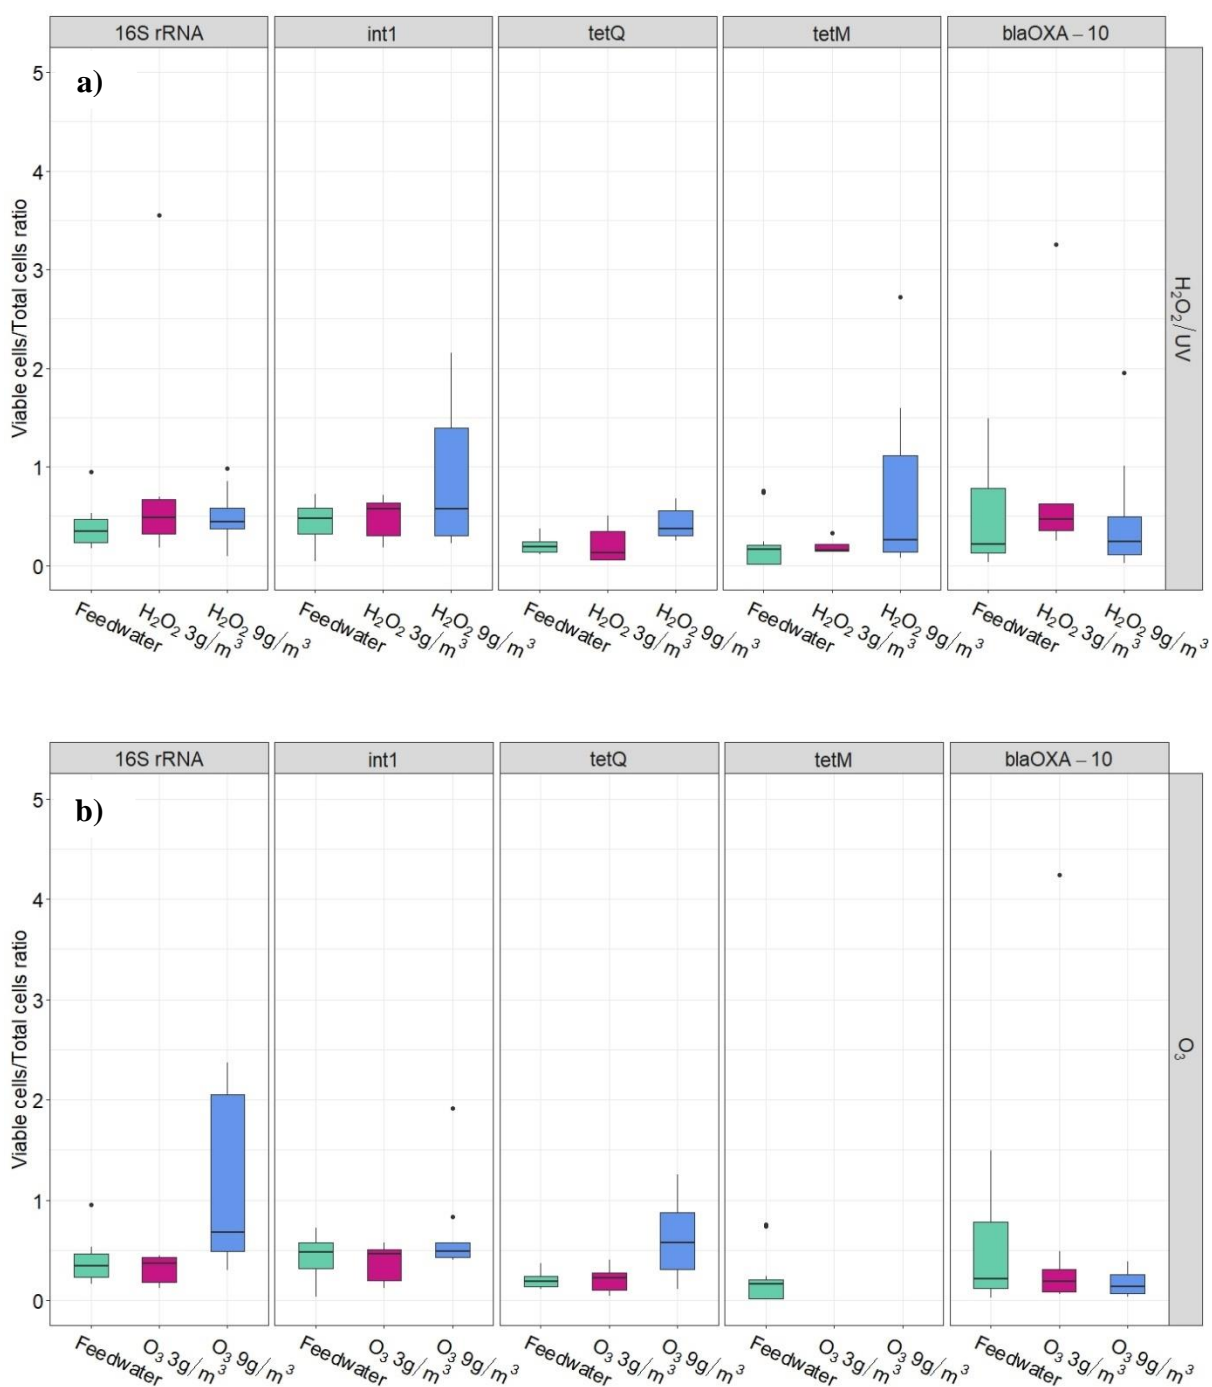 16S rRNA int1 tetQ tetM blaOXA – 10
a)
5
4
3
2
1
0
Viable cells/Total cells ratio
H₂O₂ / UV
Feedwater H₂O₂ 3g/m³ H₂O₂ 9g/m³ Feedwater H₂O₂ 3g/m³ H₂O₂ 9g/m³ Feedwater H₂O₂ 3g/m³ H₂O₂ 9g/m³ Feedwater H₂O₂ 3g/m³ H₂O₂ 9g/m³ Feedwater H₂O₂ 3g/m³ H₂O₂ 9g/m³
16S rRNA int1 tetQ tetM blaOXA – 10
b)
5
4
3
2
1
0
Viable cells/Total cells ratio
O₃
Feedwater O₃ 3g/m³ O₃ 9g/m³ Feedwater O₃ 3g/m³ O₃ 9g/m³ Feedwater O₃ 3g/m³ O₃ 9g/m³ Feedwater O₃ 3g/m³ O₃ 9g/m³ Feedwater O₃ 3g/m³ O₃ 9g/m³